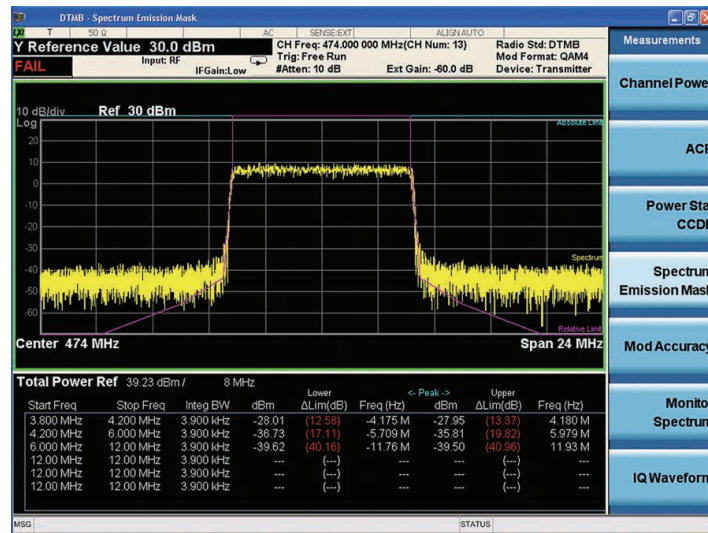 DTMB - Spectrum Emission Mask
LXI T 50 Ω AC SENSE:EXT ALIGN AUTO
Y Reference Value 30.0 dBm
CH Freq: 474.000 000 MHz(CH Num: 13)
Radio Std: DTMB
Input: RF
Trig: Free Run
Mod Format: QAM4
FAIL
IFGain:Low
#Atten: 10 dB
Ext Gain: -60.0 dB
Device: Transmitter
10 dB/div Ref 30 dBm
Log
Absolute Limit
20
10
0
-10
-20
-30
Spectrum
-40
-50
-60
Relative Limit
Center 474 MHz Span 24 MHz
Total Power Ref 39.23 dBm / 8 MHz
Lower <- Peak -> Upper
Start Freq Stop Freq Integ BW dBm ΔLim(dB) Freq (Hz) dBm ΔLim(dB) Freq (Hz)
3.800 MHz 4.200 MHz 3.900 kHz -28.01 (12.58) -4.175 M -27.95 (13.37) 4.180 M
4.200 MHz 6.000 MHz 3.900 kHz -36.73 (17.11) -5.709 M -35.81 (19.82) 5.979 M
6.000 MHz 12.00 MHz 3.900 kHz -39.62 (40.16) -11.76 M -39.50 (40.96) 11.93 M
12.00 MHz 12.00 MHz 3.900 kHz --- (---) --- --- (---) ---
12.00 MHz 12.00 MHz 3.900 kHz --- (---) --- --- (---) ---
12.00 MHz 12.00 MHz 3.900 kHz --- (---) --- --- (---) ---
MSG STATUS
Measurements
Channel Powe
ACP
Power Sta
CCDF
Spectrum
Emission Mask
Mod Accuracy
Monito
Spectrum
IQ Waveform